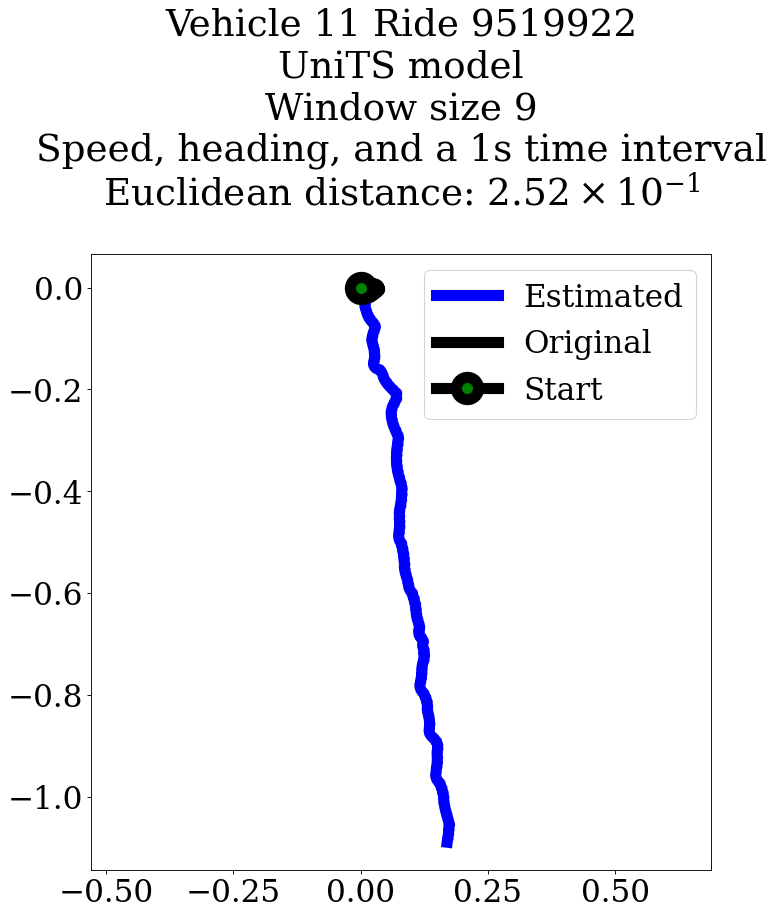 Vehicle 11 Ride 9519922
UniTS model
Window size 9
Speed, heading, and a 1s time interval
Euclidean distance: 2.52 × 10⁻¹
Estimated
Original
Start
0.0
−0.2
−0.4
−0.6
−0.8
−1.0
−0.50 −0.25 0.00 0.25 0.50